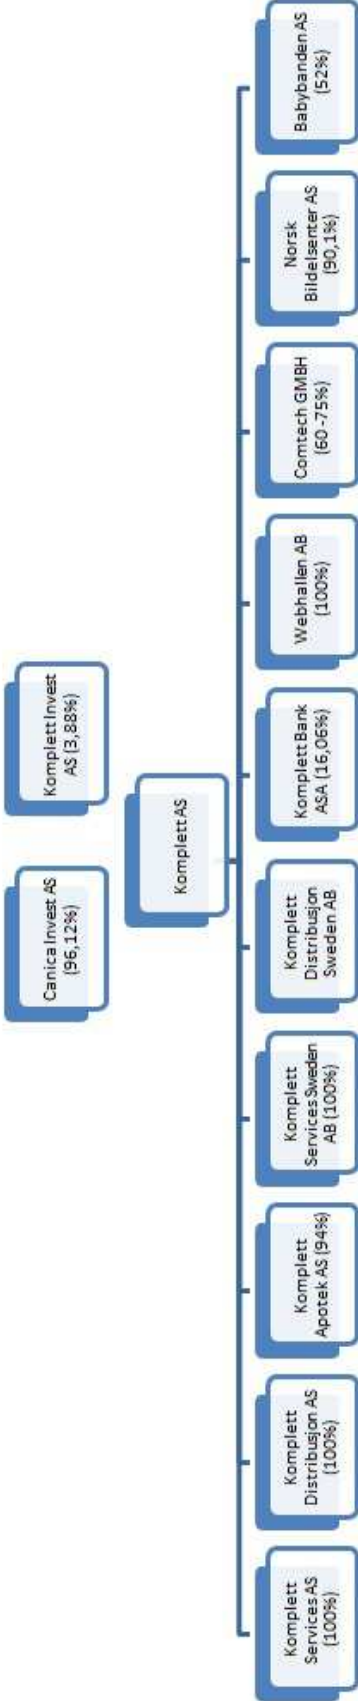 Canica Invest AS
(96,12%)
Komplett Invest
AS (3,88%)
Komplett AS
Komplett
Services AS
(100%)
Komplett
Distribusjon AS
(100%)
Komplett
Apotek AS (94%)
Komplett
Services Sweden
AB (100%)
Komplett
Distribusjon
Sweden AB
Komplett Bank
ASA (16,06%)
Webhallen AB
(100%)
Comtech GMBH
(60 -75%)
Norsk
Bildelsenter AS
(90,1%)
Babybanden AS
(52%)